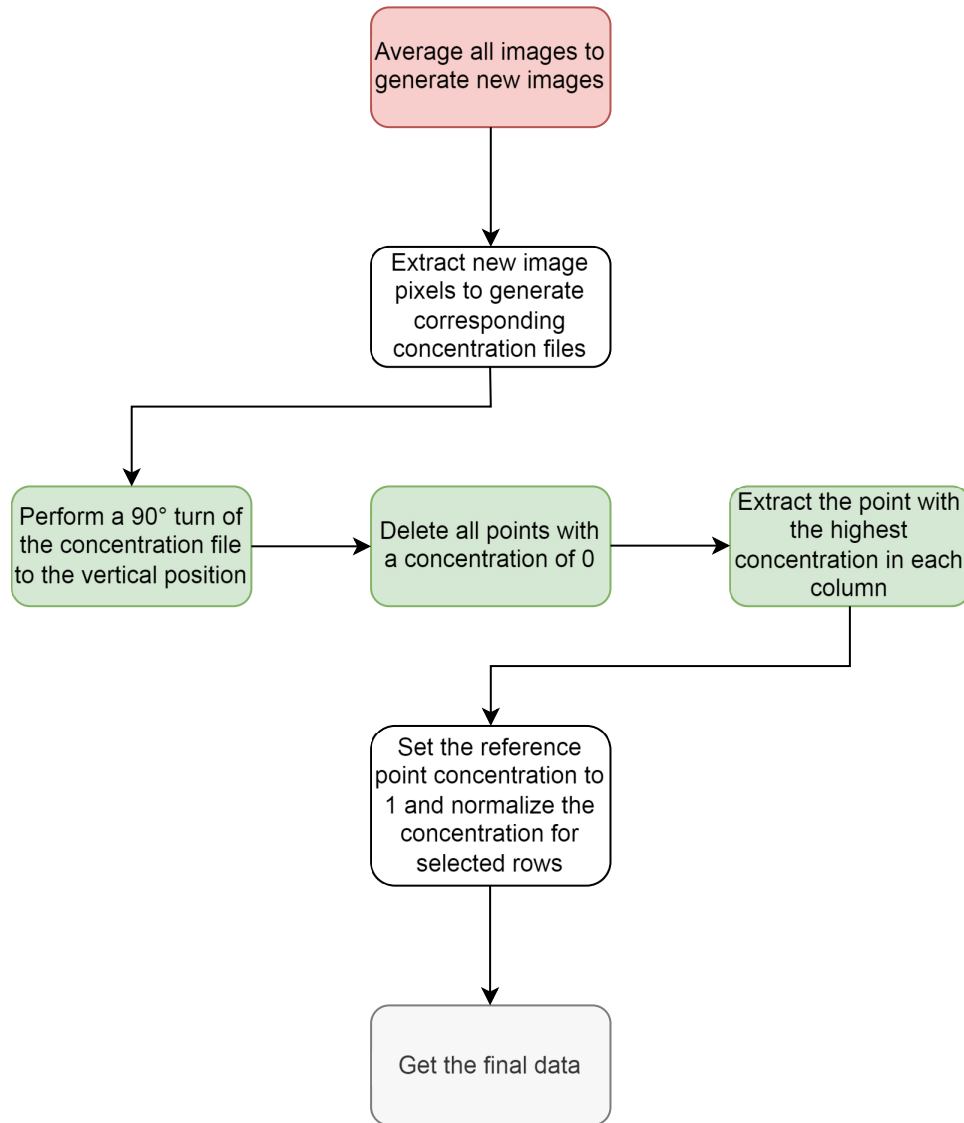 Average all images to
generate new images
Extract new image
pixels to generate
corresponding
concentration files
Perform a 90° turn of
the concentration file
to the vertical position
Delete all points with
a concentration of 0
Extract the point with
the highest
concentration in each
column
Set the reference
point concentration to
1 and normalize the
concentration for
selected rows
Get the final data